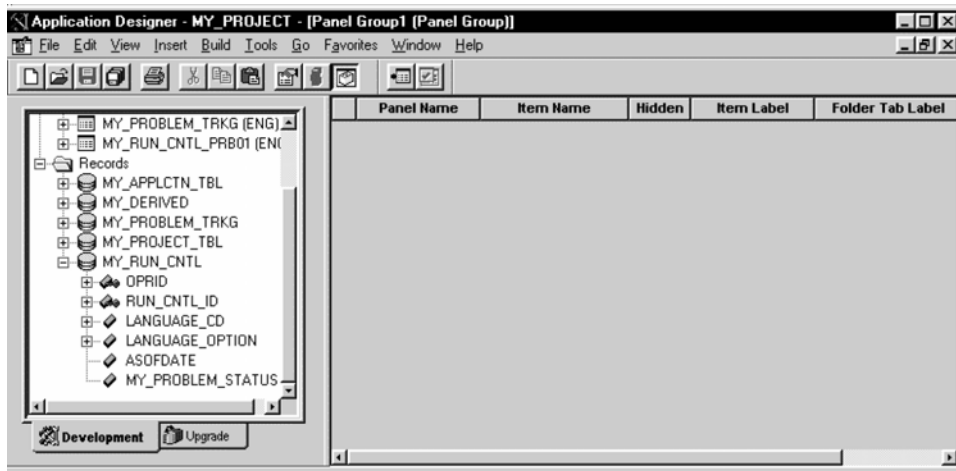 Application Designer - MY_PROJECT - [Panel Group1 (Panel Group)]
File Edit View Insert Build Tools Go Favorites Window Help
MY_PROBLEM_TRKG (ENG)
MY_RUN_CNTL_PRB01 (EN(
Records
MY_APPLCTN_TBL
MY_DERIVED
MY_PROBLEM_TRKG
MY_PROJECT_TBL
MY_RUN_CNTL
OPRID
RUN_CNTL_ID
LANGUAGE_CD
LANGUAGE_OPTION
ASOFDATE
MY_PROBLEM_STATUS
Development Upgrade
Panel Name Item Name Hidden Item Label Folder Tab Label